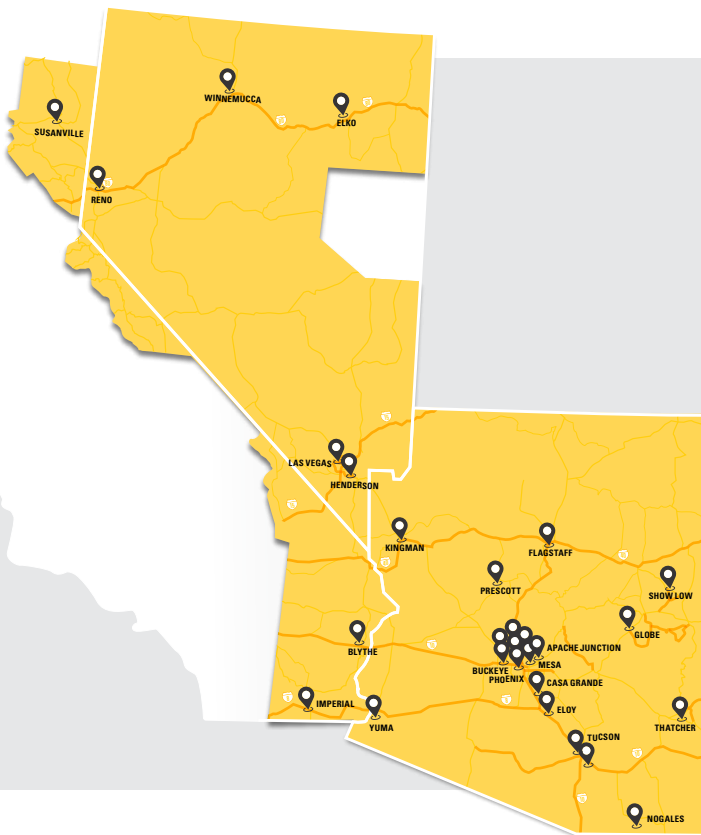 WINNEMUCCA
ELKO
SUSANVILLE
RENO
LAS VEGAS
HENDERSON
KINGMAN
FLAGSTAFF
PRESCOTT
SHOW LOW
GLOBE
BLYTHE
APACHE JUNCTION
MESA
BUCKEYE
PHOENIX
CASA GRANDE
IMPERIAL
ELOY
YUMA
THATCHER
TUCSON
NOGALES